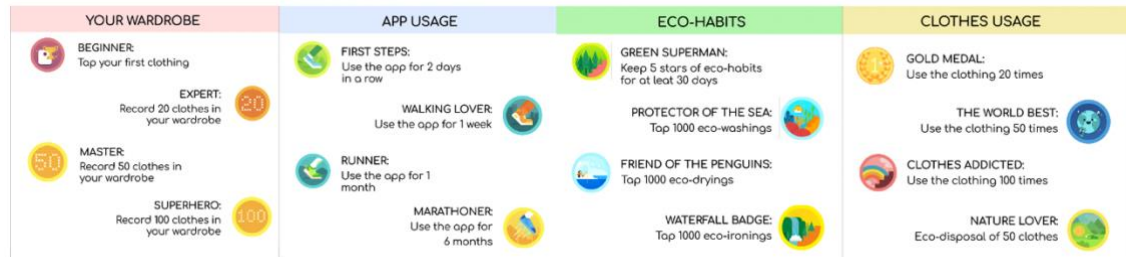 YOUR WARDROBE
BEGINNER:
Tap your first clothing
EXPERT:
Record 20 clothes in
your wardrobe
20
MASTER:
Record 50 clothes in
your wardrobe
50
SUPERHERO:
Record 100 clothes in
your wardrobe
100
APP USAGE
FIRST STEPS:
Use the app for 2 days
in a row
WALKING LOVER:
Use the app for 1 week
RUNNER:
Use the app for 1
month
MARATHONER:
Use the app for
6 months
ECO-HABITS
GREEN SUPERMAN:
Keep 5 stars of eco-habits
for at leat 30 days
PROTECTOR OF THE SEA:
Tap 1000 eco-washings
FRIEND OF THE PENGUINS:
Tap 1000 eco-dryings
WATERFALL BADGE:
Tap 1000 eco-ironings
CLOTHES USAGE
1
GOLD MEDAL:
Use the clothing 20 times
THE WORLD BEST:
Use the clothing 50 times
CLOTHES ADDICTED:
Use the clothing 100 times
NATURE LOVER:
Eco-disposal of 50 clothes